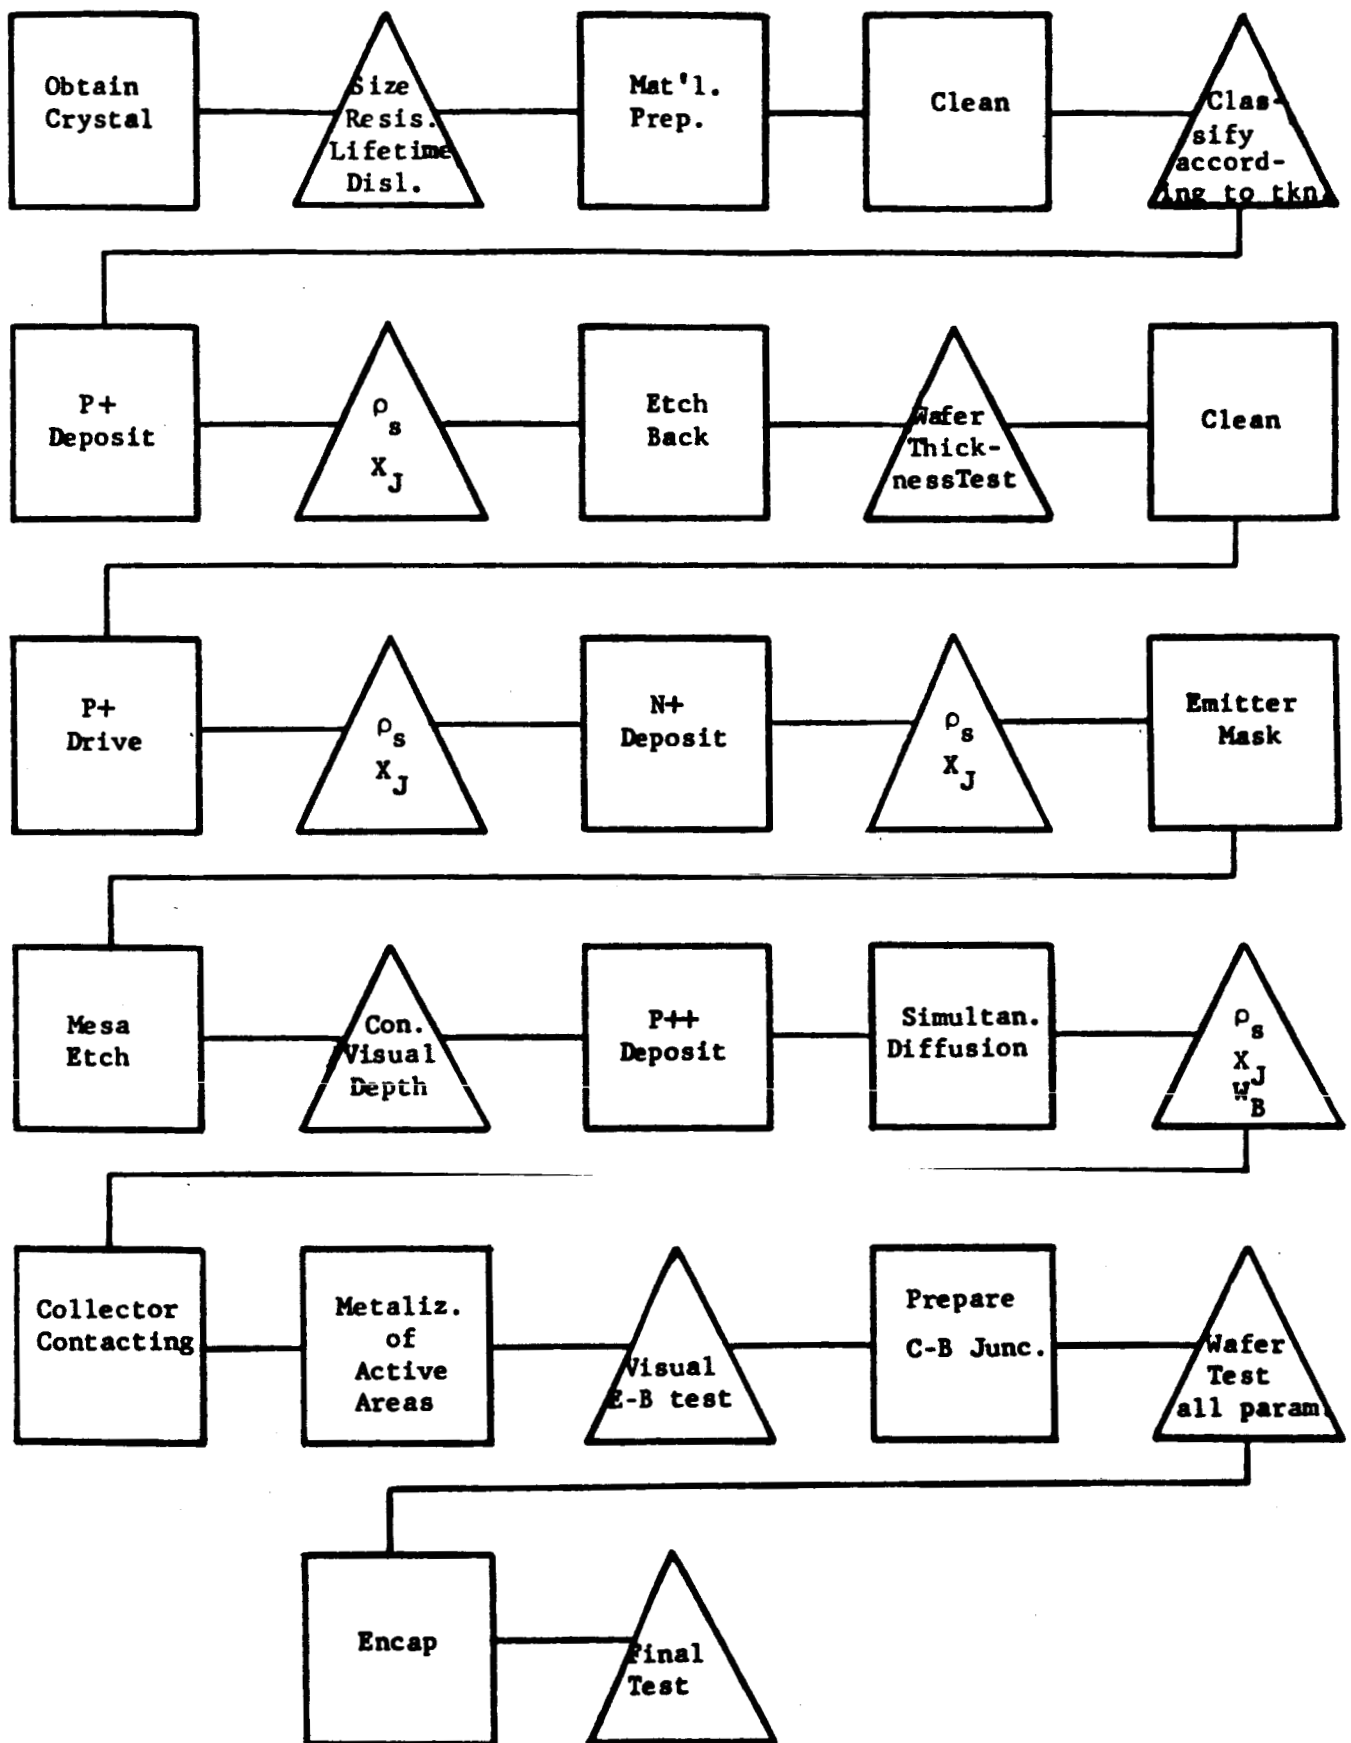 Obtain
Crystal
Size
Resis.
Lifetime
Disl.
Mat'l.
Prep.
Clean
Clas-
sify
accord-
ing to tkn.
P+
Deposit
ρs
XJ
Etch
Back
Wafer
Thick-
nessTest
Clean
P+
Drive
ρs
XJ
N+
Deposit
ρs
XJ
Emitter
Mask
Mesa
Etch
Con.
Visual
Depth
P++
Deposit
Simultan.
Diffusion
ρs
XJ
WB
Collector
Contacting
Metaliz.
of
Active
Areas
Visual
E-B test
Prepare
C-B Junc.
Wafer
Test
all param.
Encap
Final
Test